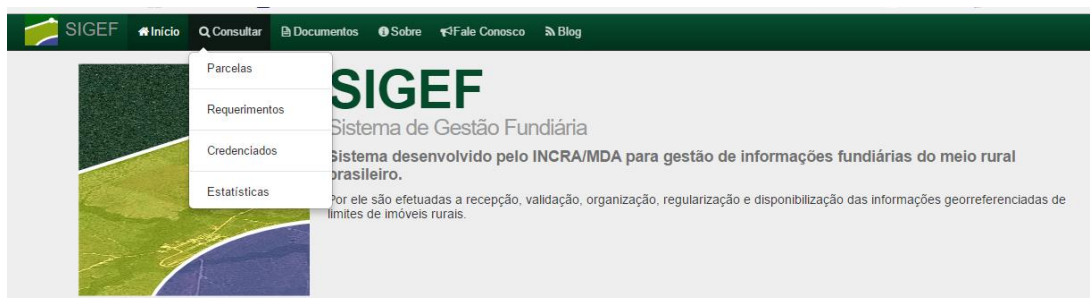 SIGEF Início Consultar Documentos Sobre Fale Conosco Blog
Parcelas
Requerimentos
Credenciados
Estatísticas
SIGEF
Sistema de Gestão Fundiária
Sistema desenvolvido pelo INCRA/MDA para gestão de informações fundiárias do meio rural
brasileiro.
Por ele são efetuadas a recepção, validação, organização, regularização e disponibilização das informações georreferenciadas de
limites de imóveis rurais.